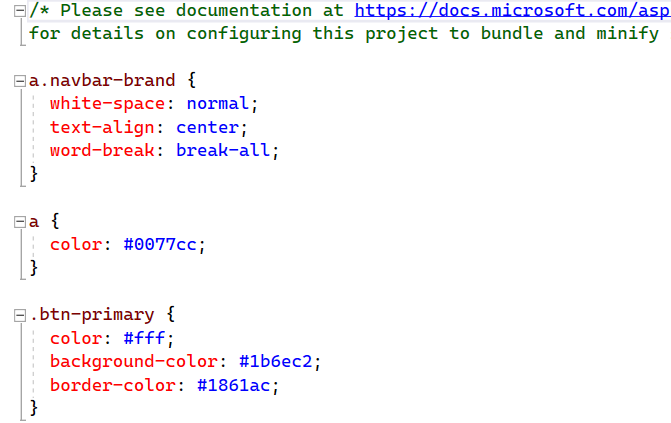 /* Please see documentation at https://docs.microsoft.com/asp
for details on configuring this project to bundle and minify
a.navbar-brand {
white-space: normal;
text-align: center;
word-break: break-all;
}
a {
color: #0077cc;
}
.btn-primary {
color: #fff;
background-color: #1b6ec2;
border-color: #1861ac;
}